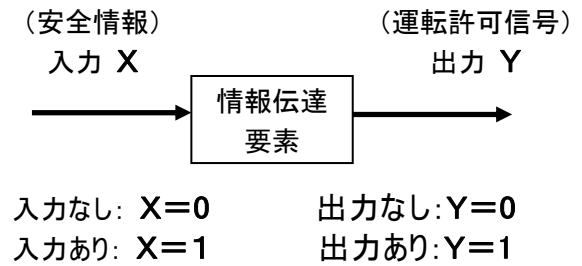 （安全情報）
入力 X
（運転許可信号）
出力 Y
情報伝達
要素
入力なし: X＝0
入力あり: X＝1
出力なし:Y＝0
出力あり:Y＝1